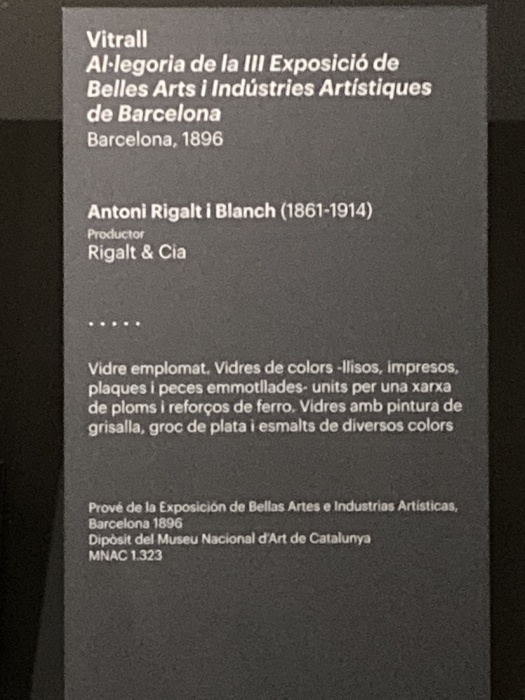 Vitrall
Al·legoria de la III Exposició de
Belles Arts i Indústries Artístiques
de Barcelona
Barcelona, 1896
Antoni Rigalt i Blanch (1861-1914)
Productor
Rigalt & Cia
.....
Vidre emplomat. Vidres de colors -llisos, impresos,
plaques i peces emmotllades- units per una xarxa
de ploms i reforços de ferro. Vidres amb pintura de
grisalla, groc de plata i esmalts de diversos colors
Prové de la Exposición de Bellas Artes e Industrias Artísticas,
Barcelona 1896
Dipòsit del Museu Nacional d'Art de Catalunya
MNAC 1.323